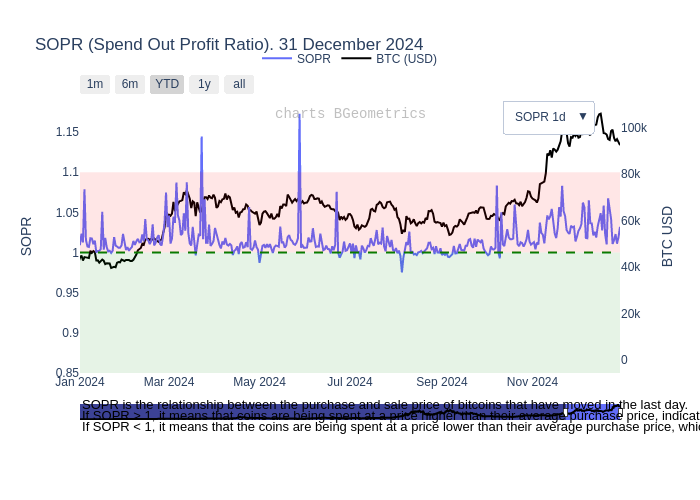 SOPR (Spend Out Profit Ratio). 31 December 2024
SOPR BTC (USD)
1m 6m YTD 1y all
charts BGeometrics
SOPR 1d ▼
1.15
1.1
1.05
1
0.95
0.9
0.85
SOPR
100k
80k
60k
40k
20k
0
BTC USD
Jan 2024 Mar 2024 May 2024 Jul 2024 Sep 2024 Nov 2024
SOPR is the relationship between the purchase and sale price of bitcoins that have moved in the last day.
If SOPR > 1, it means that coins are being spent at a price higher than their average purchase price, indicat
If SOPR < 1, it means that the coins are being spent at a price lower than their average purchase price, whic